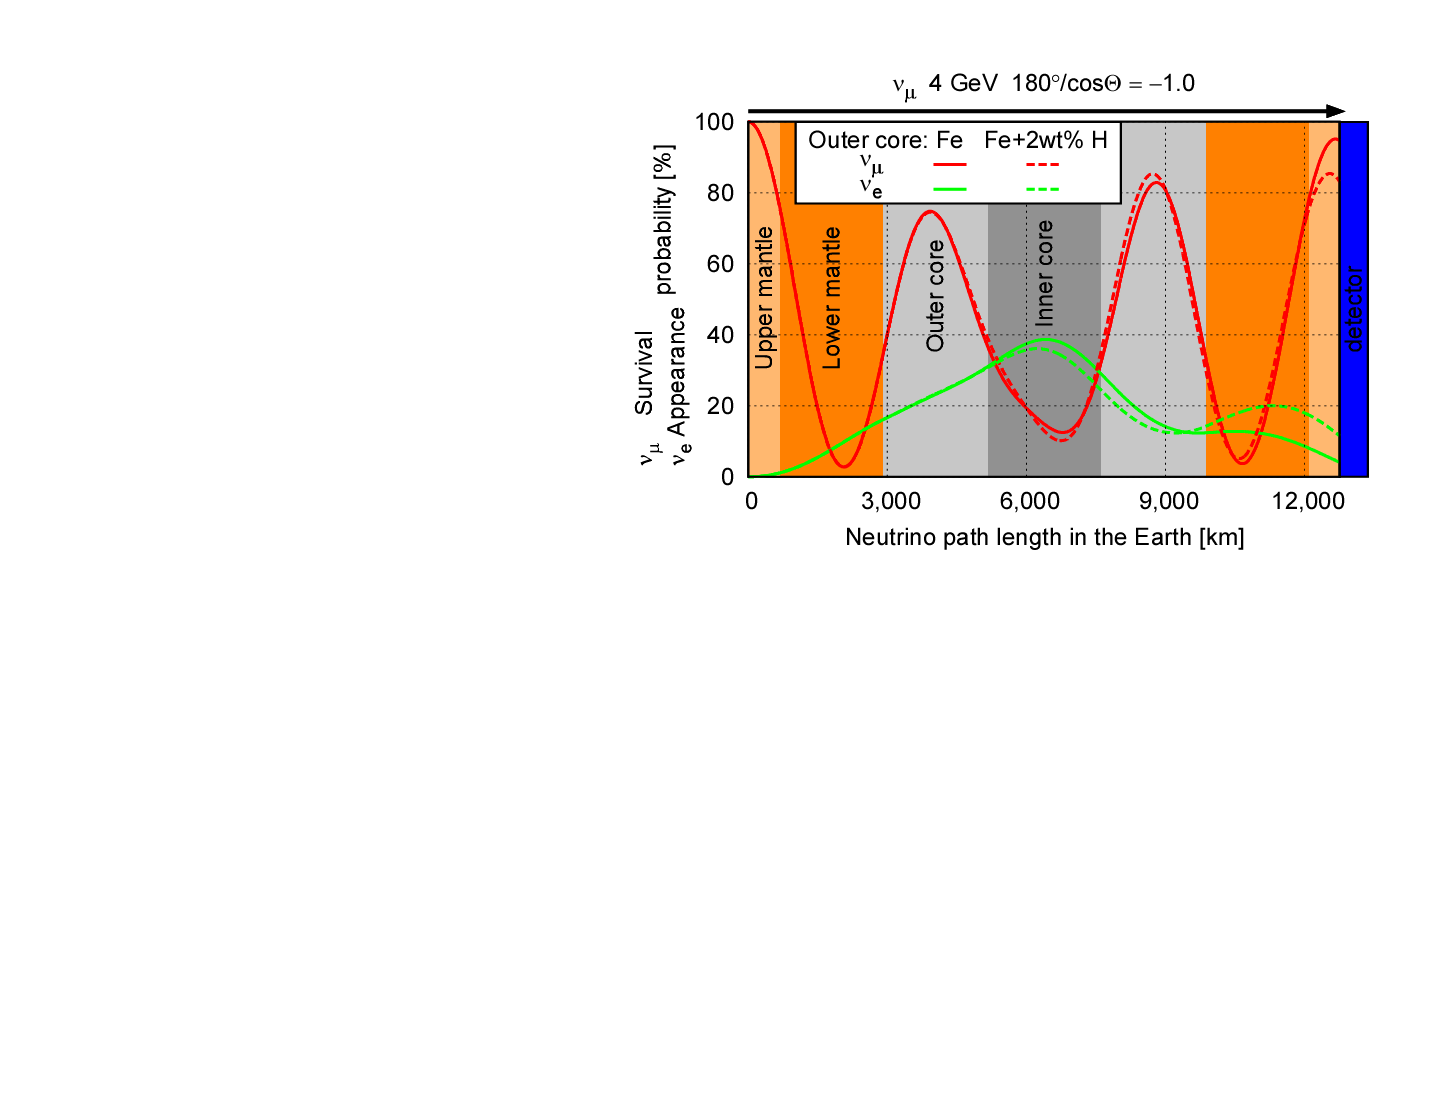 νμ 4 GeV 180°/cosΘ = −1.0
Outer core: Fe Fe+2wt% H
νμ
νe
100
80
60
40
20
0
νμ Survival probability [%]
νe Appearance
Upper mantle
Lower mantle
Outer core
Inner core
detector
0 3,000 6,000 9,000 12,000
Neutrino path length in the Earth [km]